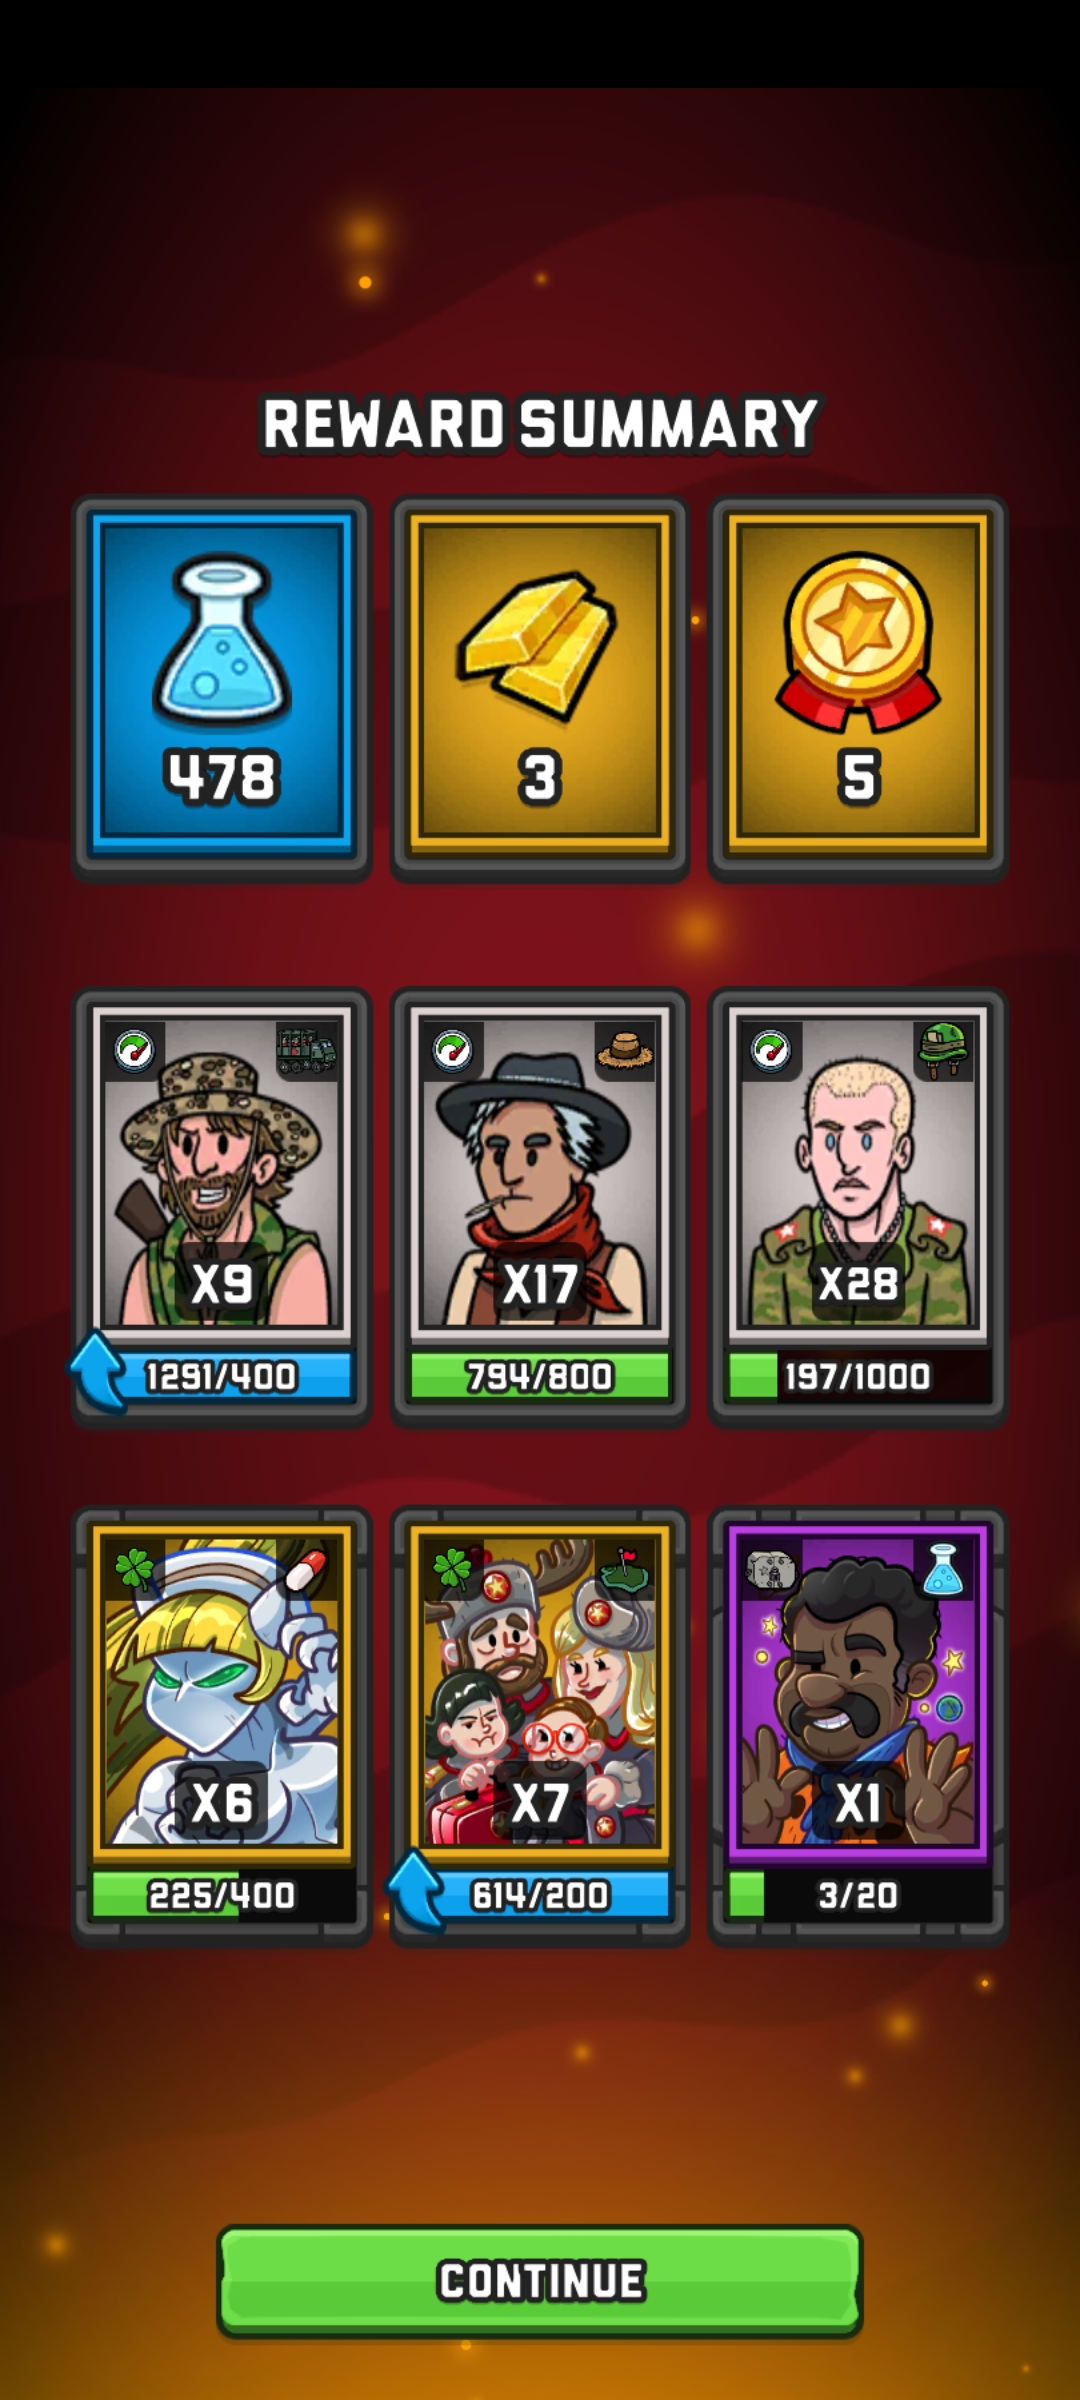 REWARD SUMMARY
478
3
5
X9
X17
X28
1291/400
794/800
197/1000
X6
X7
X1
225/400
614/200
3/20
CONTINUE